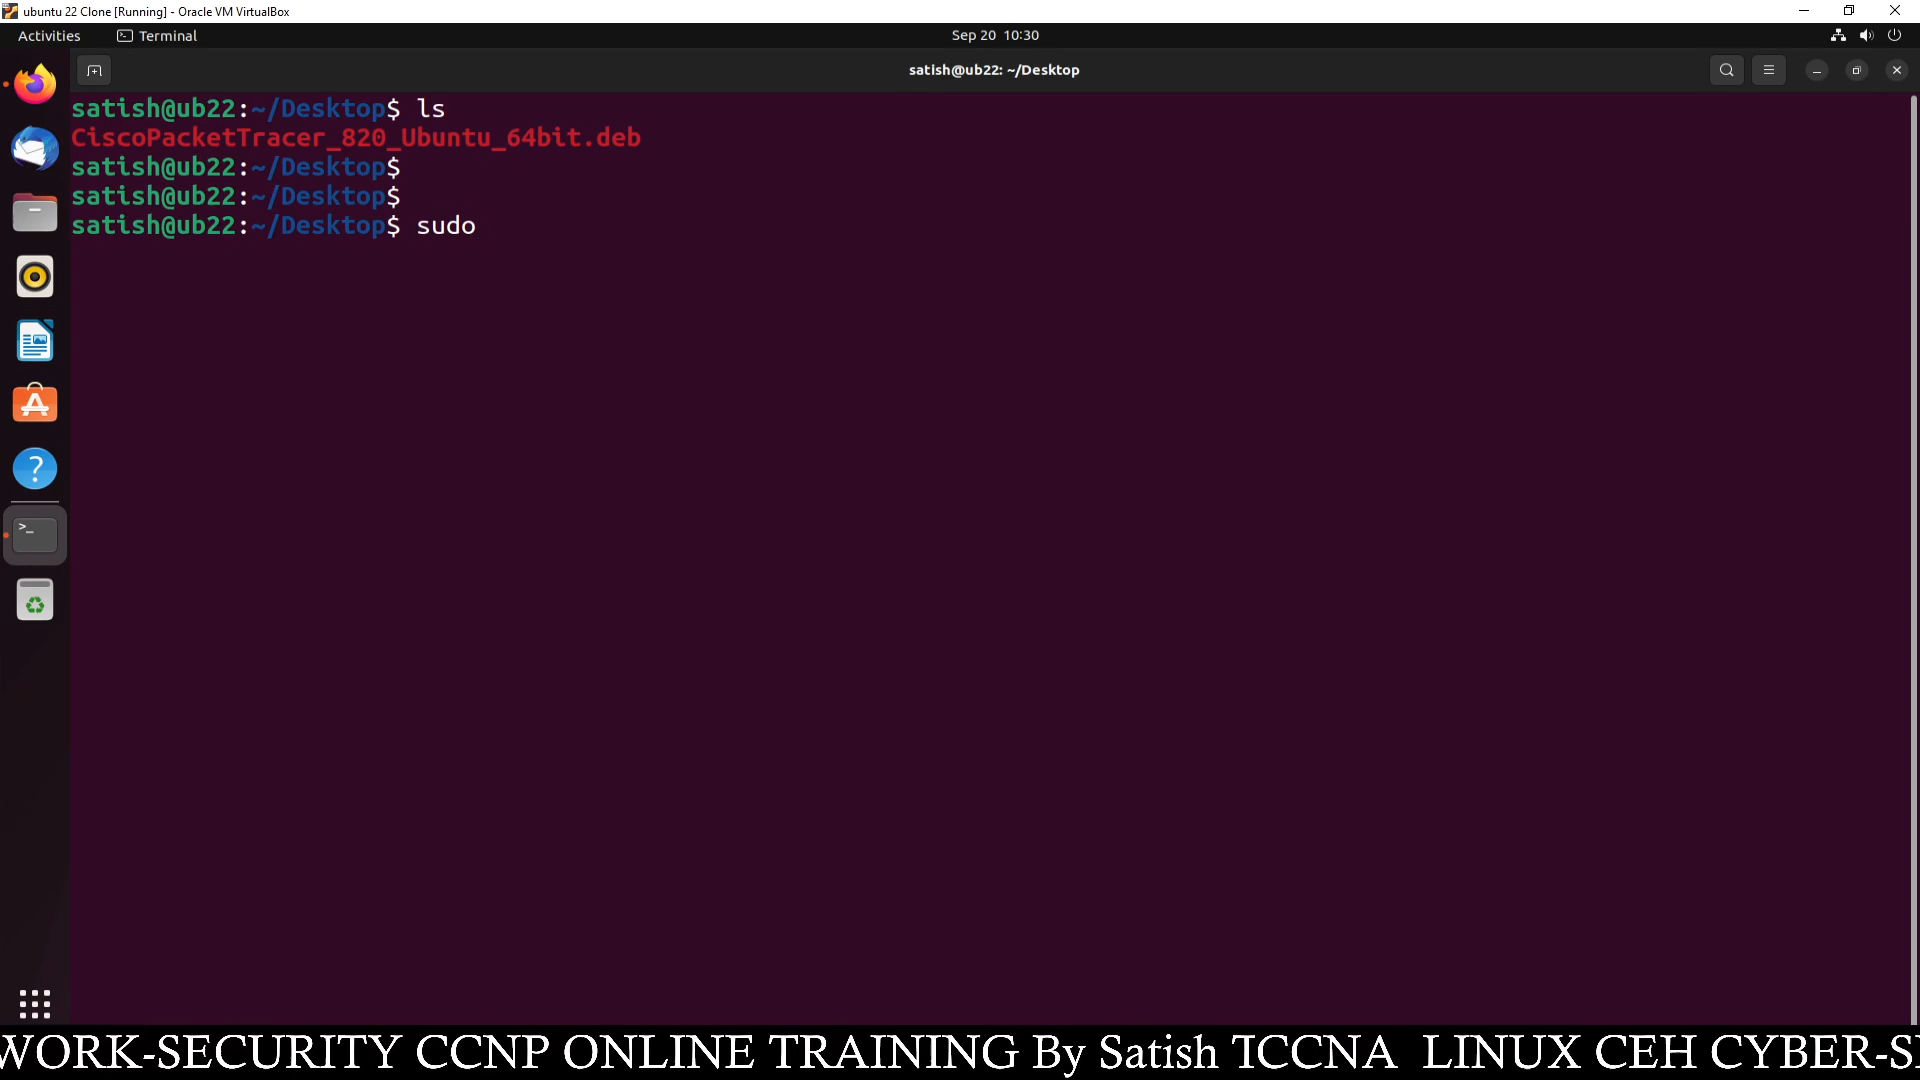 ubuntu 22 Clone [Running] - Oracle VM VirtualBox
Activities Terminal Sep 20 10:30
satish@ub22: ~/Desktop
satish@ub22:~/Desktop$ ls
CiscoPacketTracer_820_Ubuntu_64bit.deb
satish@ub22:~/Desktop$
satish@ub22:~/Desktop$
satish@ub22:~/Desktop$ sudo
WORK-SECURITY CCNP ONLINE TRAINING By Satish TCCNA LINUX CEH CYBER-S